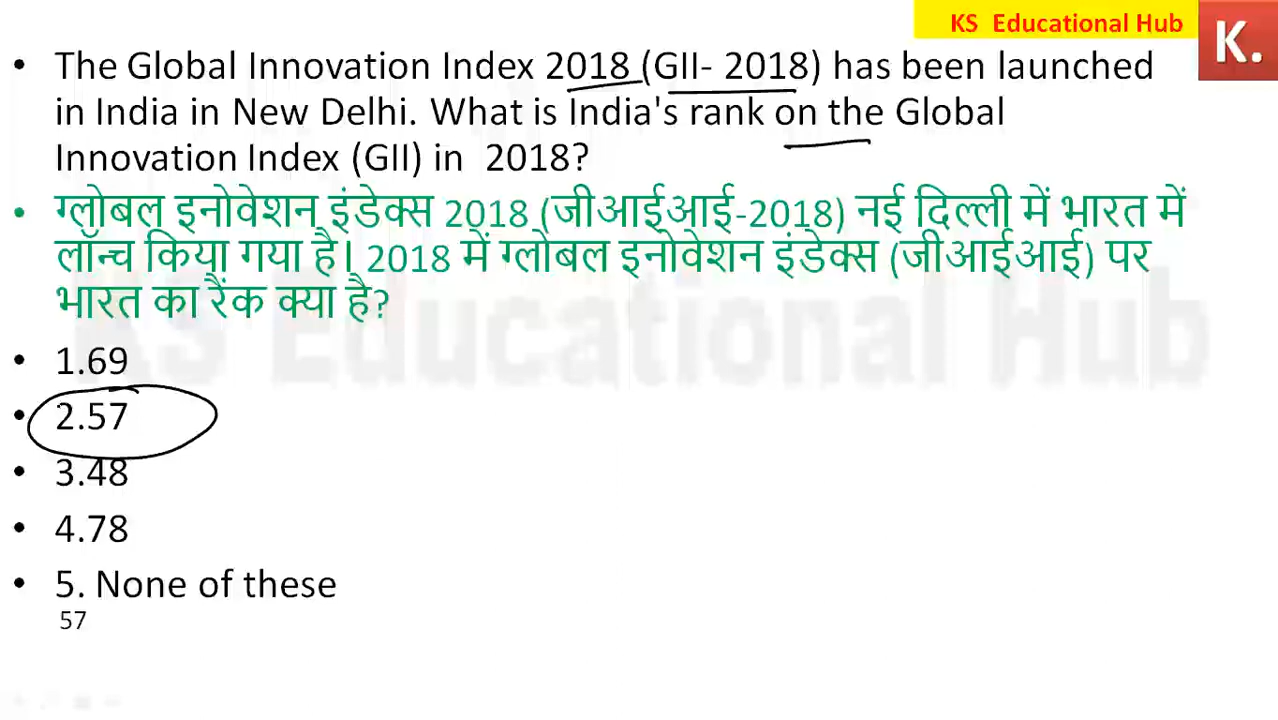 KS Educational Hub
K.
• The Global Innovation Index 2018 (GII- 2018) has been launched
in India in New Delhi. What is India's rank on the Global
Innovation Index (GII) in 2018?
• ग्लोबल इनोवेशन इंडेक्स 2018 (जीआईआई-2018) नई दिल्ली में भारत में
लॉन्च किया गया है। 2018 में ग्लोबल इनोवेशन इंडेक्स (जीआईआई) पर
भारत का रैंक क्या है?
KS Educational Hub
• 1.69
• 2.57
• 3.48
• 4.78
• 5. None of these
57